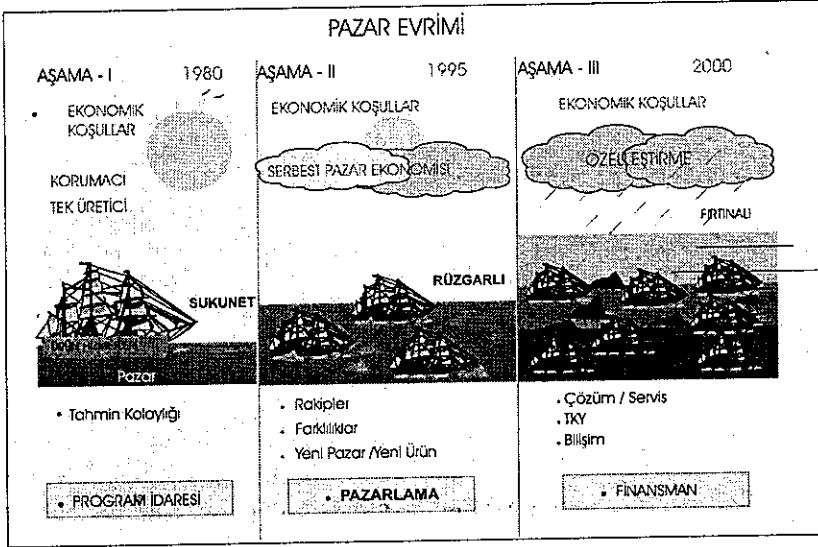 PAZAR EVRİMİ
AŞAMA - I 1980
• EKONOMİK
KOŞULLAR
KORUMACI
TEK ÜRETİCİ
SUKUNET
Pazar
• Tahmin Kolaylığı
• PROGRAM İDARESİ
AŞAMA - II 1995
EKONOMİK KOŞULLAR
SERBEST PAZAR EKONOMİSİ
RÜZGARLI
• Rakipler
• Farklılıklar
• Yeni Pazar /Yeni Ürün
• PAZARLAMA
AŞAMA - III 2000
EKONOMİK KOŞULLAR
ÖZELLEŞTİRME
FIRTINALI
• Çözüm / Servis
• TKY
• Bilişim
• FİNANSMAN